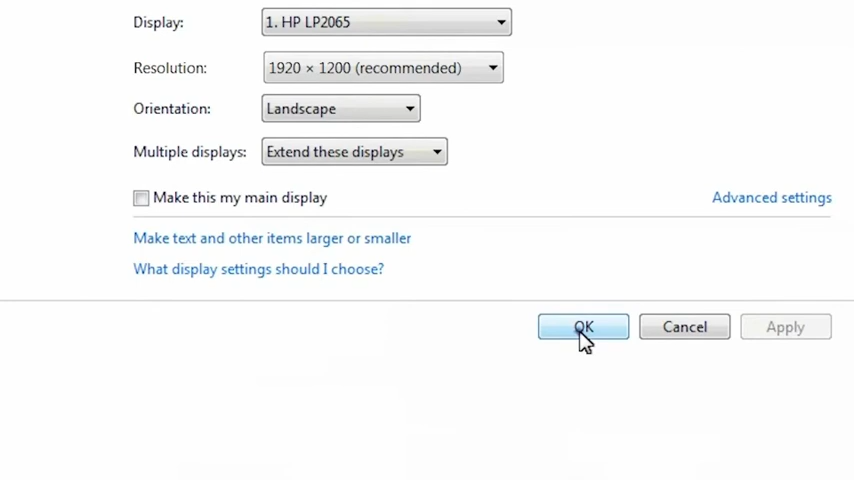 Display: 1. HP LP2065
Resolution: 1920 × 1200 (recommended)
Orientation: Landscape
Multiple displays: Extend these displays
Make this my main display Advanced settings
Make text and other items larger or smaller
What display settings should I choose?
OK Cancel Apply